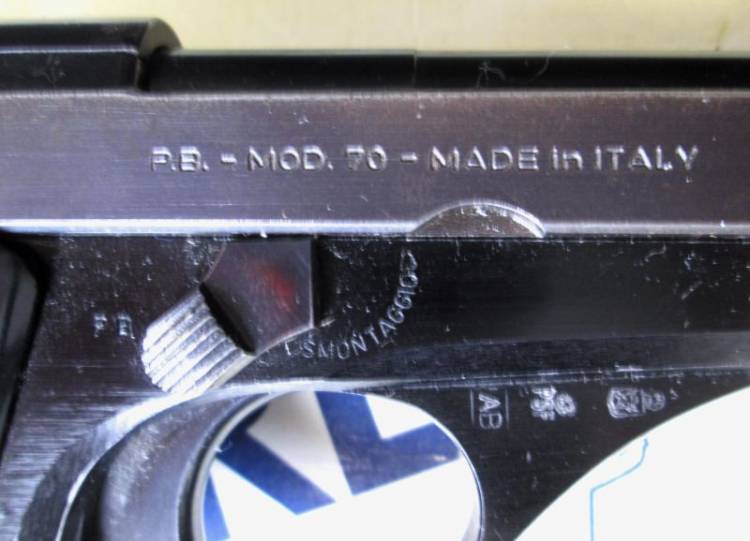 P.B. - MOD. 70 - MADE in ITALY
P B
SMONTAGGIO
AB